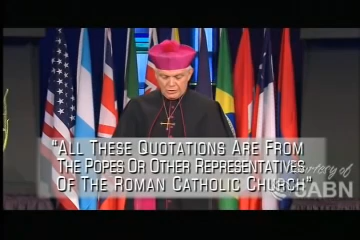 "All These Quotations Are From
The Popes Or Other Representatives
Of The Roman Catholic Church"
Courtesy of
3ABN